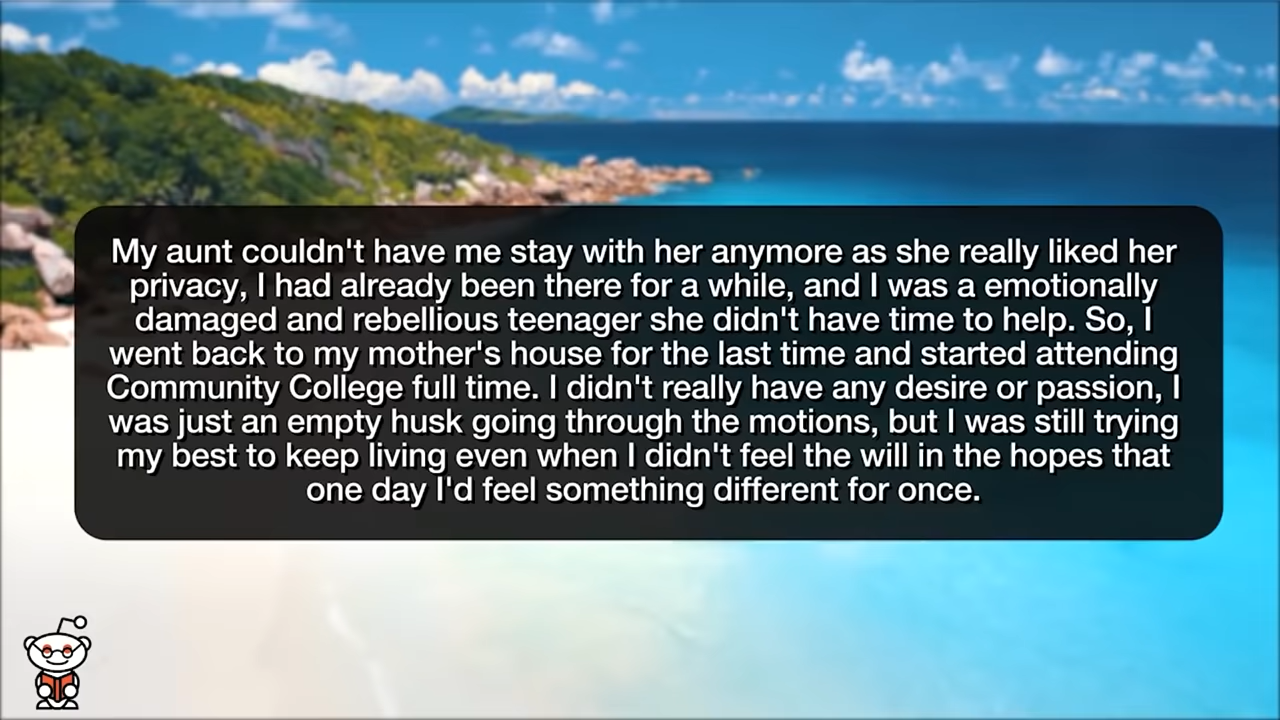 My aunt couldn't have me stay with her anymore as she really liked her
privacy, I had already been there for a while, and I was a emotionally
damaged and rebellious teenager she didn't have time to help. So, I
went back to my mother's house for the last time and started attending
Community College full time. I didn't really have any desire or passion, I
was just an empty husk going through the motions, but I was still trying
my best to keep living even when I didn't feel the will in the hopes that
one day I'd feel something different for once.